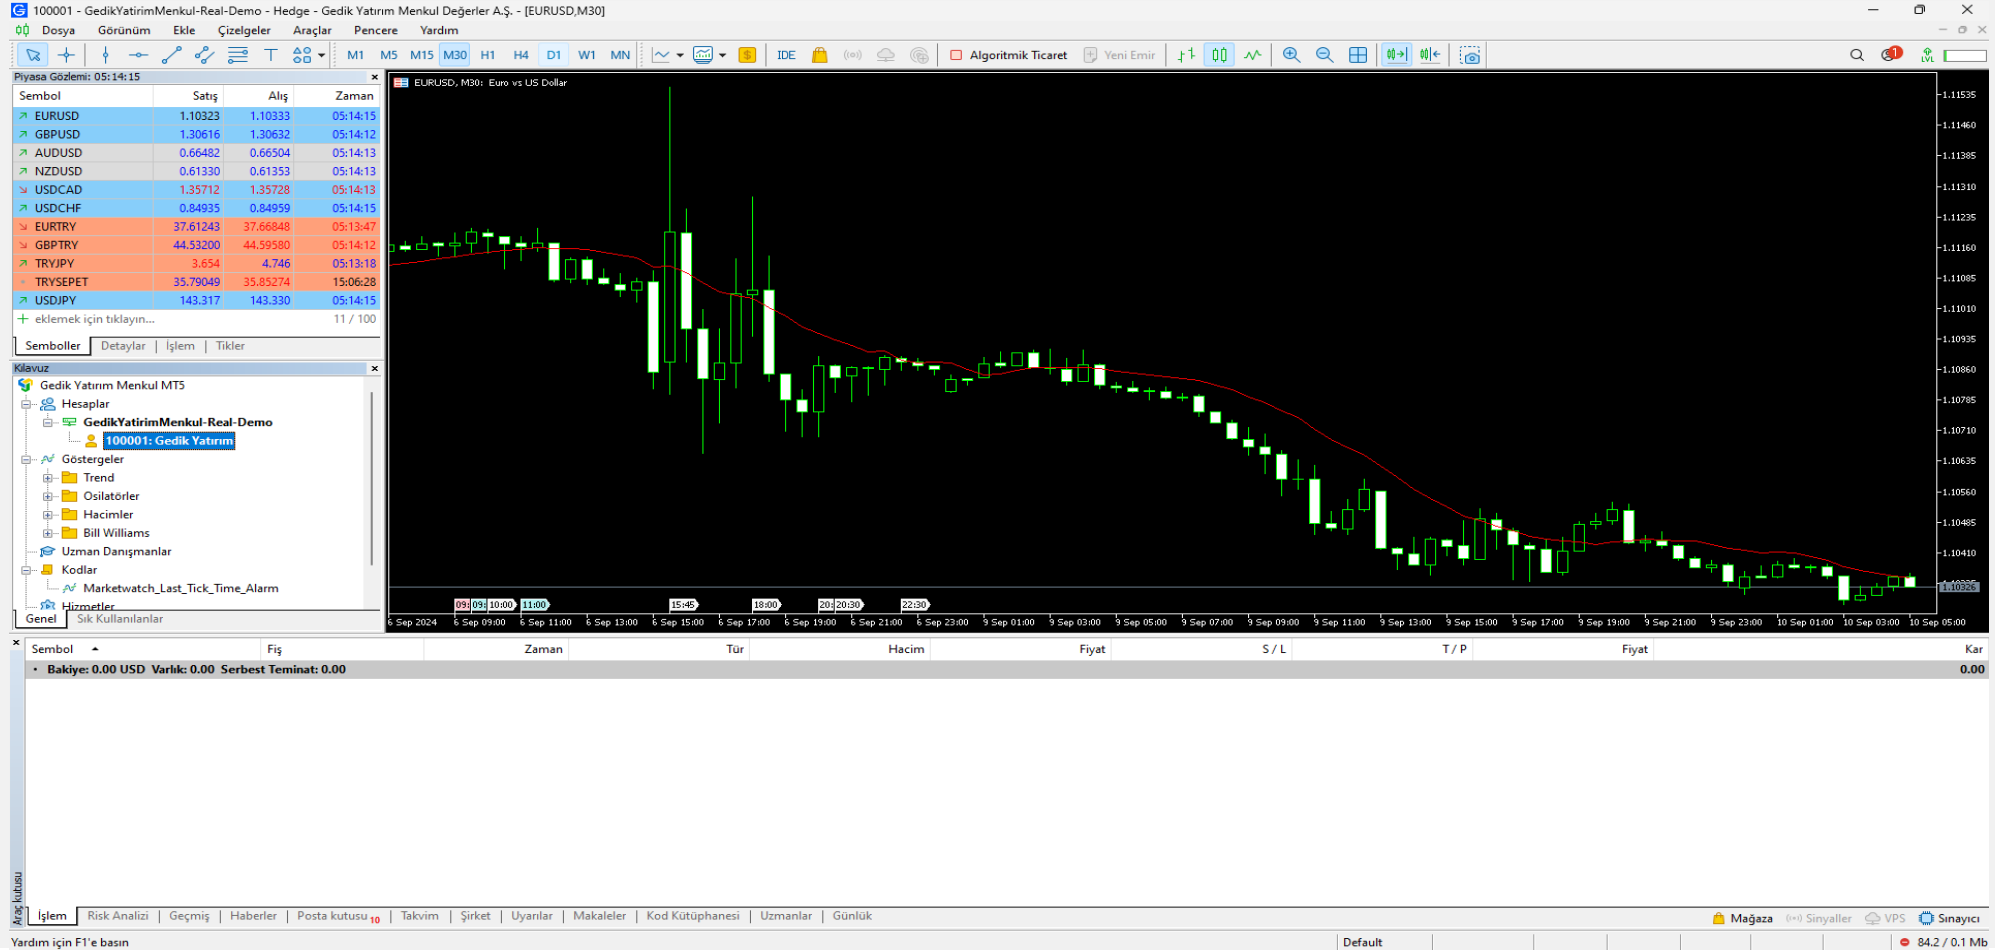 100001 - GedikYatirimMenkul-Real-Demo - Hedge - Gedik Yatırım Menkul Değerler A.Ş. - [EURUSD,M30]
Dosya Görünüm Ekle Çizelgeler Araçlar Pencere Yardım
M1 M5 M15 M30 H1 H4 D1 W1 MN $ IDE Algoritmik Ticaret Yeni Emir 1 LVL
Piyasa Gözlemi: 05:14:15
Sembol Satış Alış Zaman
EURUSD 1.10323 1.10333 05:14:15
GBPUSD 1.30616 1.30632 05:14:12
AUDUSD 0.66482 0.66504 05:14:13
NZDUSD 0.61330 0.61353 05:14:13
USDCAD 1.35712 1.35728 05:14:13
USDCHF 0.84935 0.84959 05:14:15
EURTRY 37.61243 37.66848 05:13:47
GBPTRY 44.53200 44.59580 05:14:12
TRYJPY 3.654 4.746 05:13:18
TRYSEPET 35.79049 35.85274 15:06:28
USDJPY 143.317 143.330 05:14:15
eklemek için tıklayın... 11 / 100
Semboller Detaylar İşlem Tikler
Kılavuz
Gedik Yatırım Menkul MT5
Hesaplar
GedikYatirimMenkul-Real-Demo
100001: Gedik Yatırım
Göstergeler
Trend
Osilatörler
Hacimler
Bill Williams
Uzman Danışmanlar
Kodlar
Marketwatch_Last_Tick_Time_Alarm
Hizmetler
Genel Sık Kullanılanlar
EURUSD, M30: Euro vs US Dollar
1.11535
1.11460
1.11385
1.11310
1.11235
1.11160
1.11085
1.11010
1.10935
1.10860
1.10785
1.10710
1.10635
1.10560
1.10485
1.10410
1.10326
09: 09: 10:00 11:00 15:45 18:00 20: 20:30 22:30
6 Sep 2024 6 Sep 09:00 6 Sep 11:00 6 Sep 13:00 6 Sep 15:00 6 Sep 17:00 6 Sep 19:00 6 Sep 21:00 6 Sep 23:00 9 Sep 01:00 9 Sep 03:00 9 Sep 05:00 9 Sep 07:00 9 Sep 09:00 9 Sep 11:00 9 Sep 13:00 9 Sep 15:00 9 Sep 17:00 9 Sep 19:00 9 Sep 21:00 9 Sep 23:00 10 Sep 01:00 10 Sep 03:00 10 Sep 05:00
Sembol Fiş Zaman Tür Hacim Fiyat S / L T / P Fiyat Kar
Bakiye: 0.00 USD Varlık: 0.00 Serbest Teminat: 0.00 0.00
Araç kutusu
İşlem Risk Analizi Geçmiş Haberler Posta kutusu 10 Takvim Şirket Uyarılar Makaleler Kod Kütüphanesi Uzmanlar Günlük
Mağaza Sinyaller VPS Sınayıcı
Yardım için F1'e basın Default 84.2 / 0.1 Mb